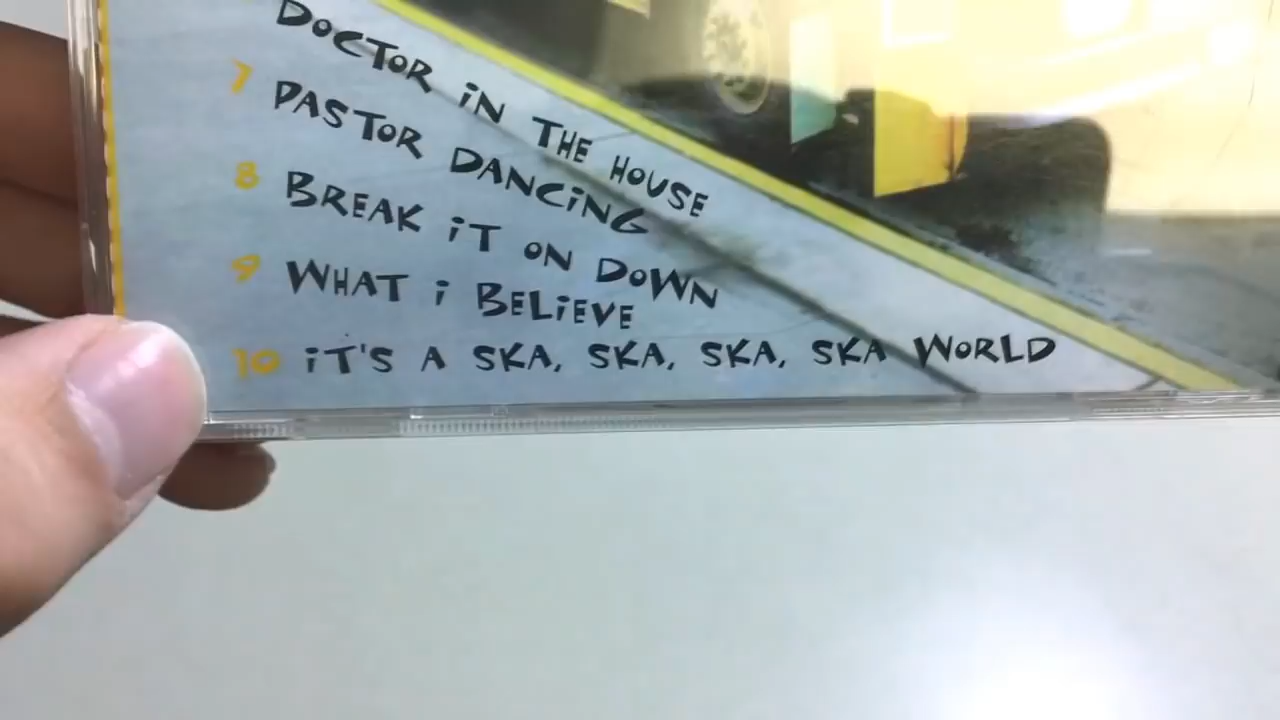 DOCTOR iN THE HOUSE
7 PASTOR DANCiNG
8 BREAK iT ON DOWN
9 WHAT i BELiEVE
10 iT'S A SKA, SKA, SKA, SKA WORLD